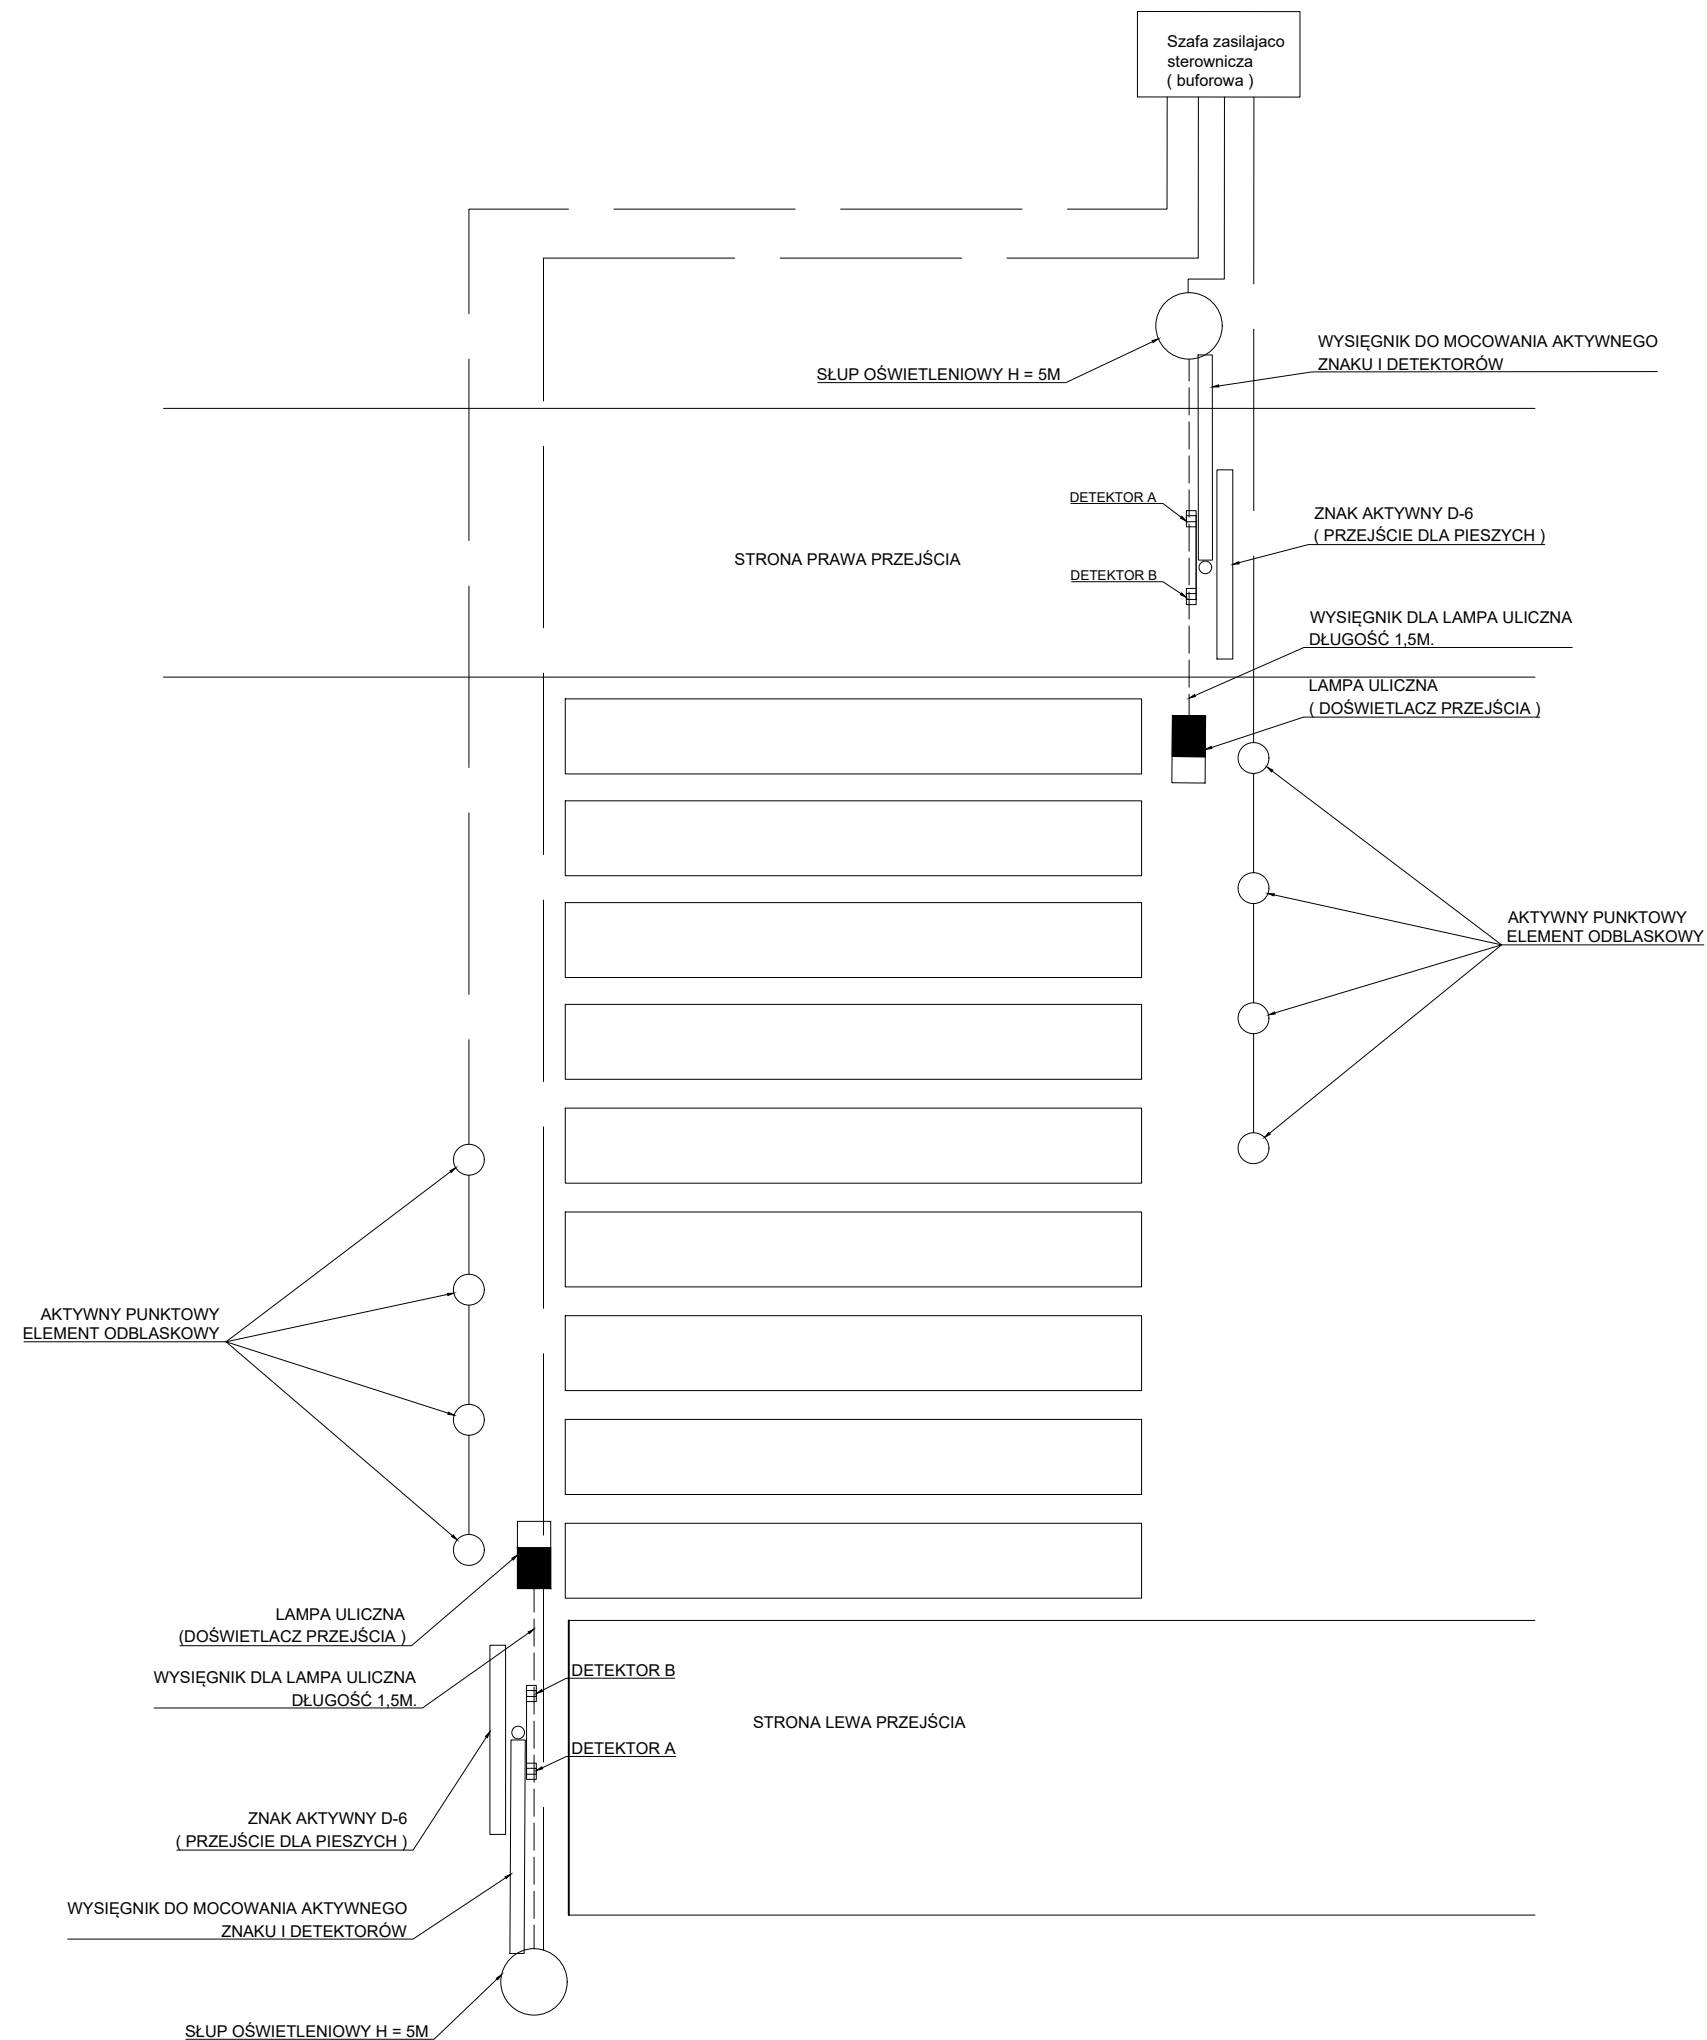 Szafa zasilajaco
sterownicza
( buforowa )
WYSIĘGNIK DO MOCOWANIA AKTYWNEGO
ZNAKU I DETEKTORÓW
SŁUP OŚWIETLENIOWY H = 5M
DETEKTOR A
ZNAK AKTYWNY D-6
( PRZEJŚCIE DLA PIESZYCH )
STRONA PRAWA PRZEJŚCIA
DETEKTOR B
WYSIĘGNIK DLA LAMPA ULICZNA
DŁUGOŚĆ 1,5M.
LAMPA ULICZNA
( DOŚWIETLACZ PRZEJŚCIA )
AKTYWNY PUNKTOWY
ELEMENT ODBLASKOWY
AKTYWNY PUNKTOWY
ELEMENT ODBLASKOWY
LAMPA ULICZNA
(DOŚWIETLACZ PRZEJŚCIA )
WYSIĘGNIK DLA LAMPA ULICZNA
DŁUGOŚĆ 1,5M.
DETEKTOR B
STRONA LEWA PRZEJŚCIA
DETEKTOR A
ZNAK AKTYWNY D-6
( PRZEJŚCIE DLA PIESZYCH )
WYSIĘGNIK DO MOCOWANIA AKTYWNEGO
ZNAKU I DETEKTORÓW
SŁUP OŚWIETLENIOWY H = 5M